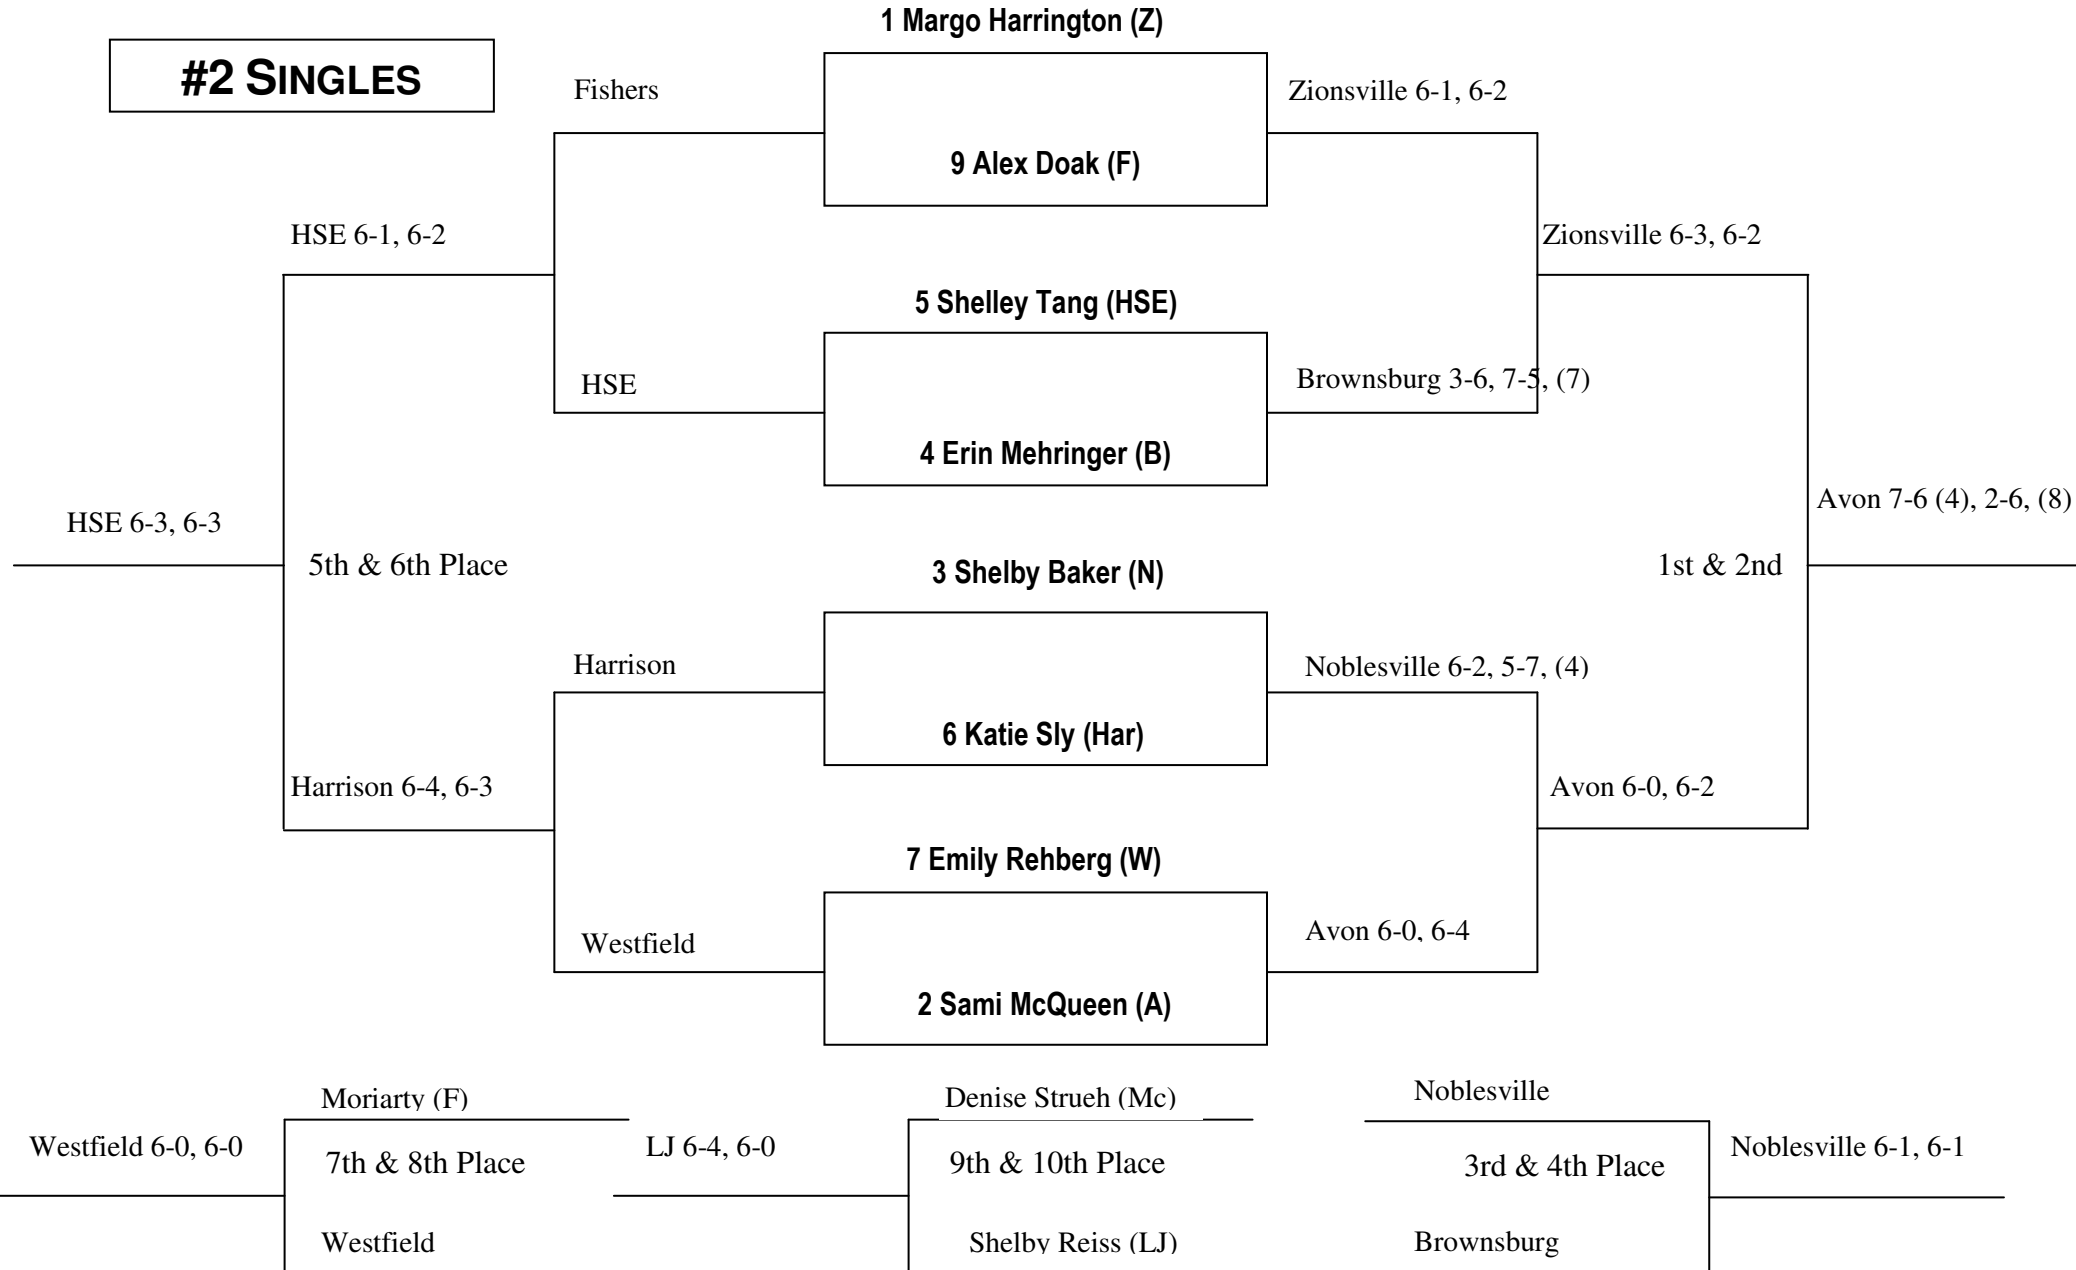 1 Margo Harrington (Z)
#2 SINGLES
Fishers
Zionsville 6-1, 6-2
9 Alex Doak (F)
HSE 6-1, 6-2
Zionsville 6-3, 6-2
5 Shelley Tang (HSE)
HSE
Brownsburg 3-6, 7-5, (7)
4 Erin Mehringer (B)
HSE 6-3, 6-3
Avon 7-6 (4), 2-6, (8)
5th & 6th Place
3 Shelby Baker (N)
1st & 2nd
Harrison
Noblesville 6-2, 5-7, (4)
6 Katie Sly (Har)
Harrison 6-4, 6-3
Avon 6-0, 6-2
7 Emily Rehberg (W)
Westfield
Avon 6-0, 6-4
2 Sami McQueen (A)
Moriarty (F)
Denise Strueh (Mc)
Noblesville
Westfield 6-0, 6-0
LJ 6-4, 6-0
Noblesville 6-1, 6-1
7th & 8th Place
9th & 10th Place
3rd & 4th Place
Westfield
Shelby Reiss (LJ)
Brownsburg